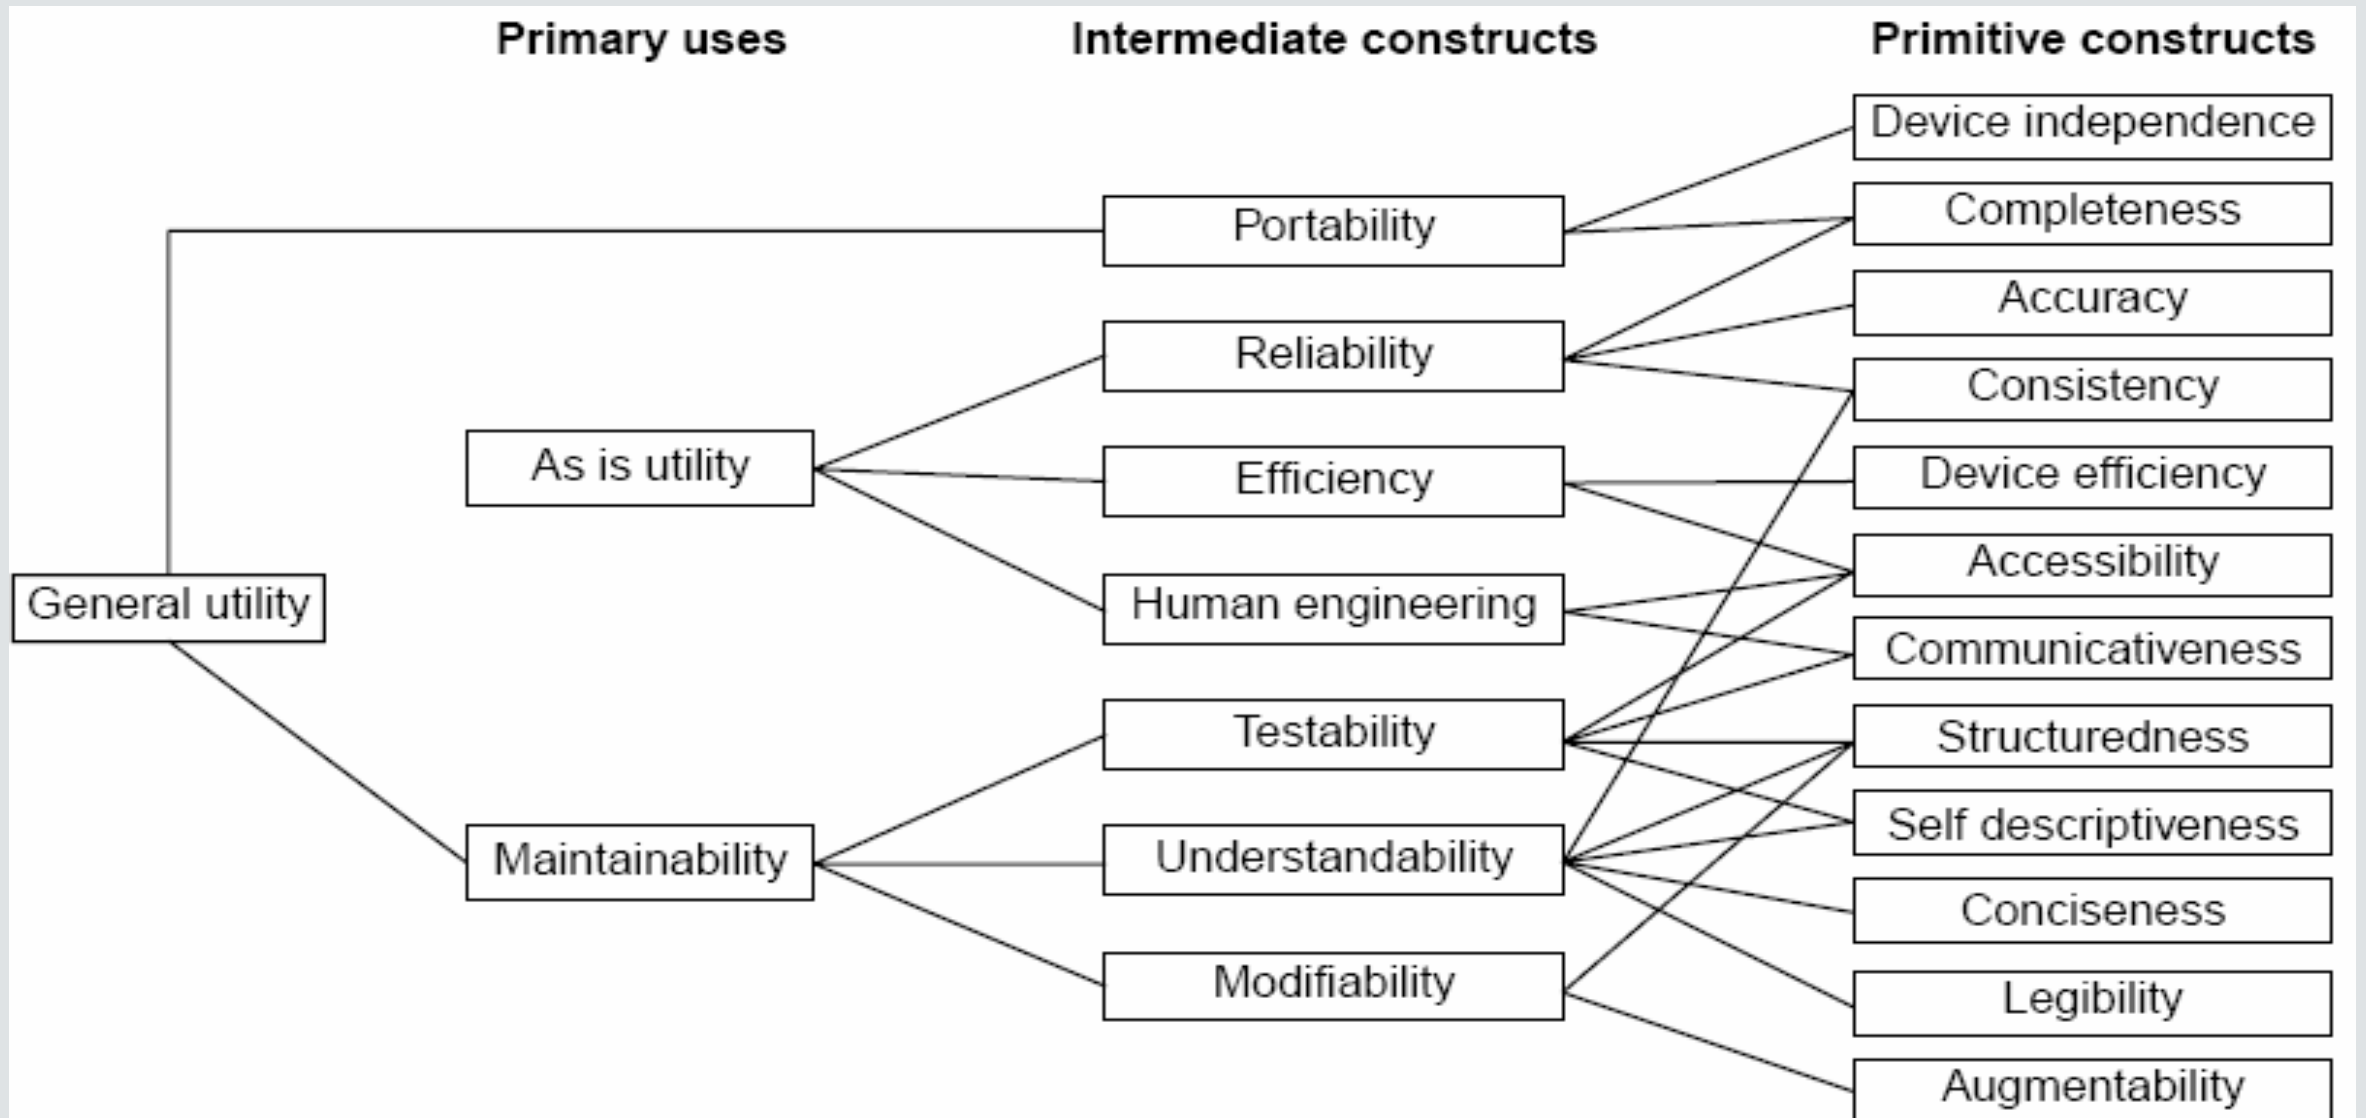 Primary uses
Intermediate constructs
Primitive constructs
Device independence
Completeness
Portability
Accuracy
Reliability
Consistency
As is utility
Efficiency
Device efficiency
Accessibility
General utility
Human engineering
Communicativeness
Testability
Structuredness
Self descriptiveness
Maintainability
Understandability
Conciseness
Modifiability
Legibility
Augmentability